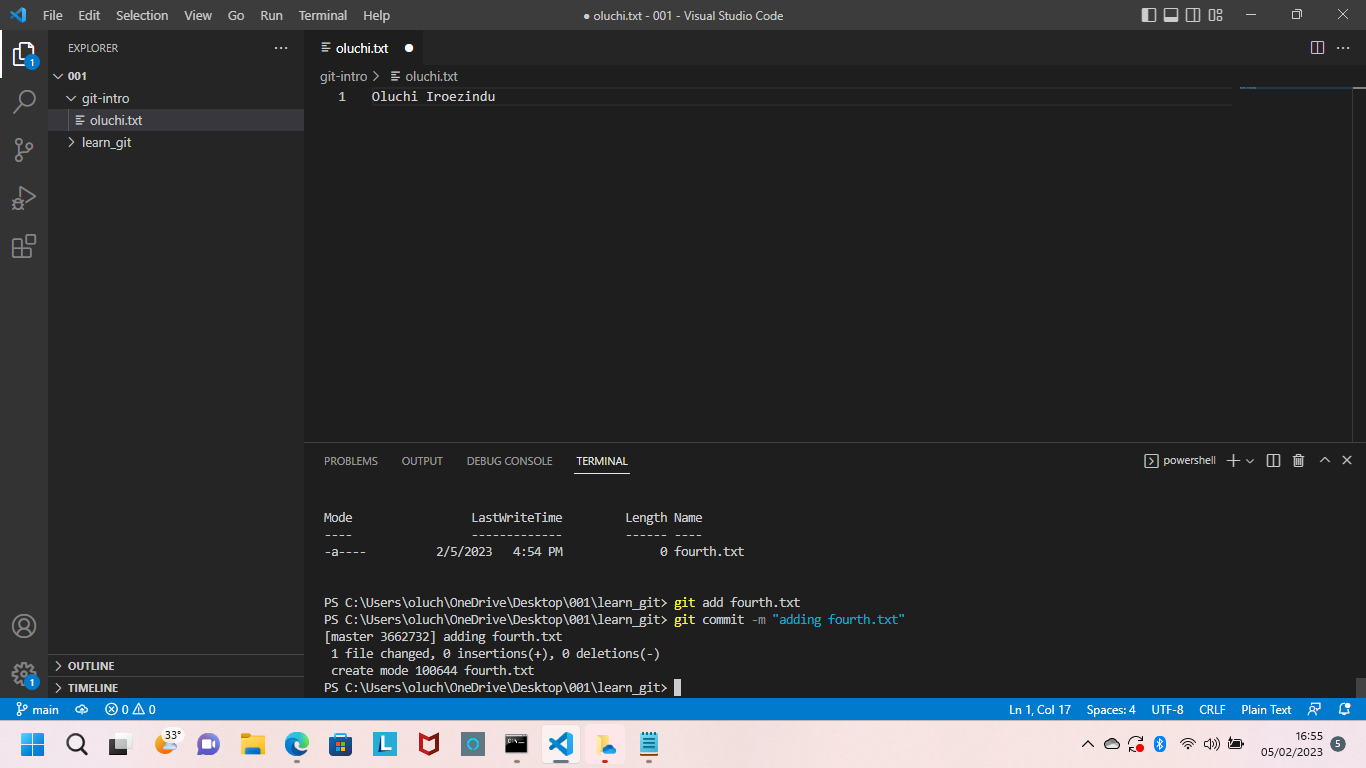 File Edit Selection View Go Run Terminal Help
● oluchi.txt - 001 - Visual Studio Code
EXPLORER
1
001
git-intro
oluchi.txt
learn_git
OUTLINE
TIMELINE
1
oluchi.txt
git-intro > oluchi.txt
1 Oluchi Iroezindu
PROBLEMS OUTPUT DEBUG CONSOLE TERMINAL
powershell
Mode LastWriteTime Length Name
---- ------------- ------ ----
-a---- 2/5/2023 4:54 PM 0 fourth.txt
PS C:\Users\oluch\OneDrive\Desktop\001\learn_git> git add fourth.txt
PS C:\Users\oluch\OneDrive\Desktop\001\learn_git> git commit -m "adding fourth.txt"
[master 3662732] adding fourth.txt
1 file changed, 0 insertions(+), 0 deletions(-)
create mode 100644 fourth.txt
PS C:\Users\oluch\OneDrive\Desktop\001\learn_git>
main 0 0 Ln 1, Col 17 Spaces: 4 UTF-8 CRLF Plain Text
33°
L
16:55
05/02/2023
5